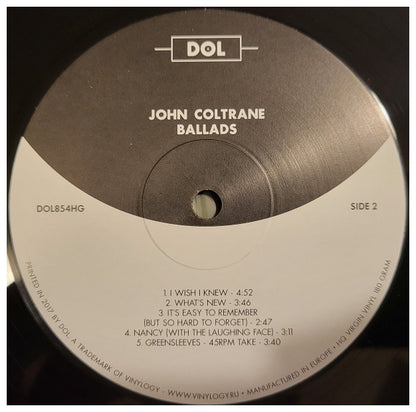 DOL
JOHN COLTRANE
BALLADS
DOL854HG
SIDE 2
1. I WISH I KNEW - 4:52
2. WHAT'S NEW - 3:46
3. IT'S EASY TO REMEMBER
(BUT SO HARD TO FORGET) - 2:47
4. NANCY (WITH THE LAUGHING FACE) - 3:11
5. GREENSLEEVES - 45RPM TAKE - 3:40
PRINTED IN 2017 BY DOL, A TRADEMARK OF VINYLOGY - WWW.VINYLOGY.RU • MANUFACTURED IN EUROPE • HQ VIRGIN VINYL 180 GRAM